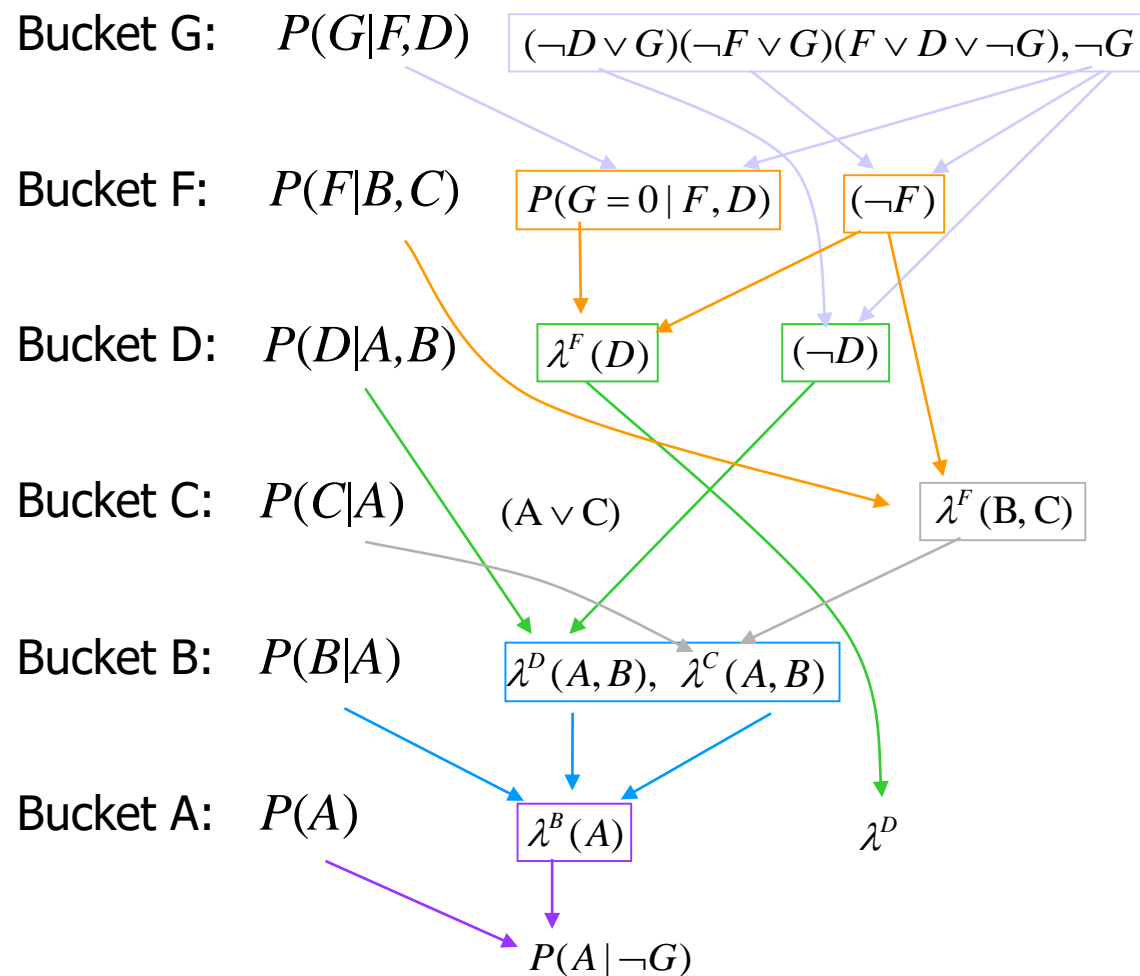 Bucket G: P(G|F,D) (¬D ∨ G)(¬F ∨ G)(F ∨ D ∨ ¬G),¬G
Bucket F: P(F|B,C) P(G = 0 | F, D) (¬F)
Bucket D: P(D|A,B) λ^F (D) (¬D)
Bucket C: P(C|A) (A ∨ C) λ^F (B, C)
Bucket B: P(B|A) λ^D (A, B), λ^C (A, B)
Bucket A: P(A) λ^B (A) λ^D
P(A | ¬G)